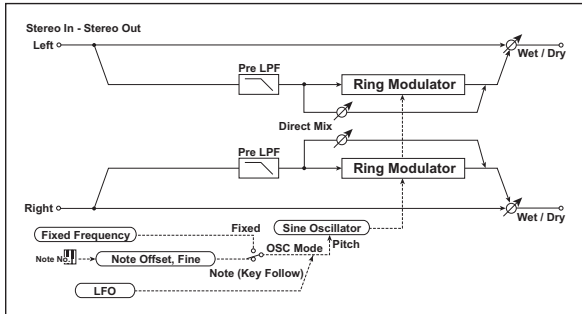 Stereo In - Stereo Out
Left
Wet / Dry
Pre LPF
Ring Modulator
Direct Mix
Pre LPF
Ring Modulator
Right
Wet / Dry
Fixed Frequency
Fixed
Sine Oscillator
OSC Mode
Pitch
Note No.
Note Offset, Fine
Note (Key Follow)
LFO